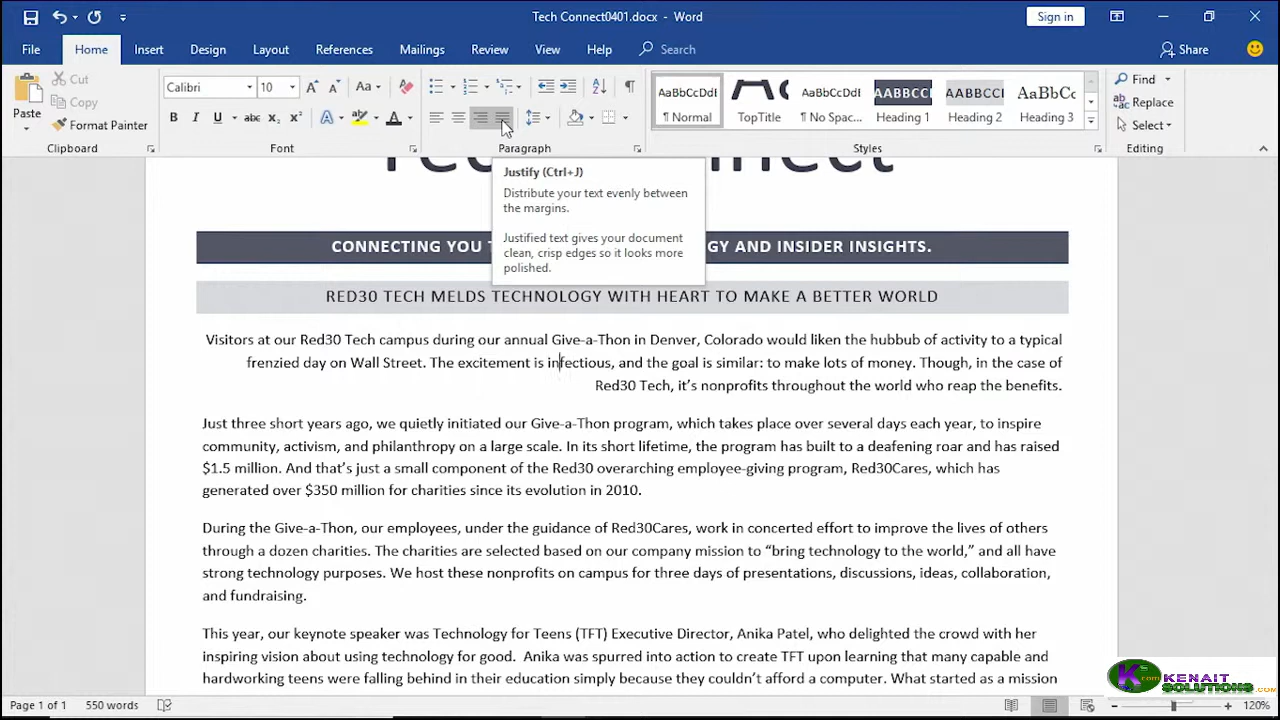 Tech Connect0401.docx - Word
Sign in
File Home Insert Design Layout References Mailings Review View Help Search Share
Paste
Cut
Copy
Format Painter
Clipboard
Calibri 10
Aa
B I U abc x₂ x² A A
Font
Paragraph
AaBbCcDdE AaBbCcDdE AABBCCI AABBCCI AaBbCc
¶ Normal TopTitle ¶ No Spac... Heading 1 Heading 2 Heading 3
Styles
Find
Replace
Select
Editing
Justify (Ctrl+J)
Distribute your text evenly between
the margins.
Justified text gives your document
clean, crisp edges so it looks more
polished.
CONNECTING YOU GY AND INSIDER INSIGHTS.
RED30 TECH MELDS TECHNOLOGY WITH HEART TO MAKE A BETTER WORLD
Visitors at our Red30 Tech campus during our annual Give-a-Thon in Denver, Colorado would liken the hubbub of activity to a typical
frenzied day on Wall Street. The excitement is infectious, and the goal is similar: to make lots of money. Though, in the case of
Red30 Tech, it’s nonprofits throughout the world who reap the benefits.
Just three short years ago, we quietly initiated our Give-a-Thon program, which takes place over several days each year, to inspire
community, activism, and philanthropy on a large scale. In its short lifetime, the program has built to a deafening roar and has raised
$1.5 million. And that’s just a small component of the Red30 overarching employee-giving program, Red30Cares, which has
generated over $350 million for charities since its evolution in 2010.
During the Give-a-Thon, our employees, under the guidance of Red30Cares, work in concerted effort to improve the lives of others
through a dozen charities. The charities are selected based on our company mission to “bring technology to the world,” and all have
strong technology purposes. We host these nonprofits on campus for three days of presentations, discussions, ideas, collaboration,
and fundraising.
This year, our keynote speaker was Technology for Teens (TFT) Executive Director, Anika Patel, who delighted the crowd with her
inspiring vision about using technology for good.  Anika was spurred into action to create TFT upon learning that many capable and
hardworking teens were falling behind in their education simply because they couldn’t afford a computer. What started as a mission
KENAIT
SOLUTIONS.com
Page 1 of 1 550 words 120%